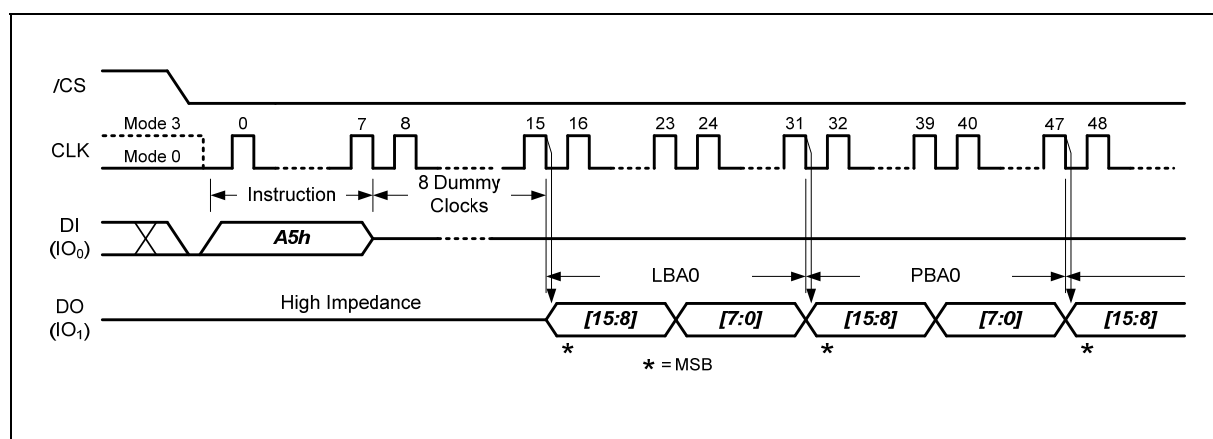 /CS
Mode 3
0 7 8 15 16 23 24 31 32 39 40 47 48
CLK
Mode 0
Instruction
8 Dummy
Clocks
DI
(IO0)
A5h
LBA0
PBA0
DO
(IO1)
High Impedance
[15:8] [7:0] [15:8] [7:0] [15:8]
* * *
* = MSB